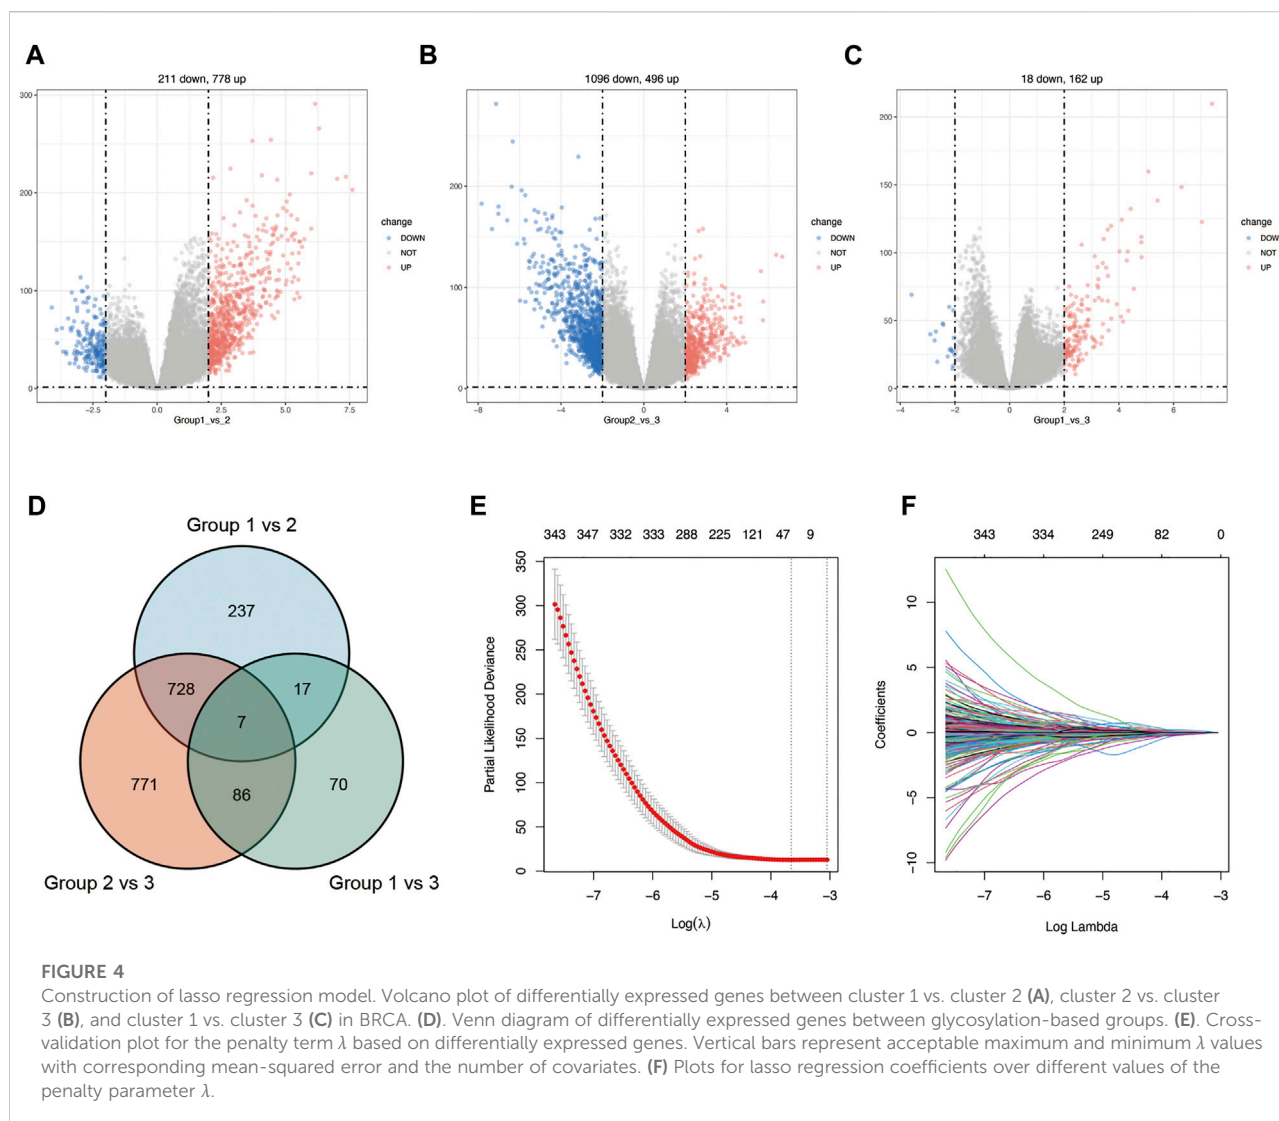 A
211 down, 778 up
300
200
100
0
−2.5 0.0 2.5 5.0 7.5
Group1_vs_2
change
DOWN
NOT
UP
B
1096 down, 496 up
200
100
0
−8 −4 0 4
Group2_vs_3
change
DOWN
NOT
UP
C
18 down, 162 up
200
150
100
50
0
−4 −2 0 2 4 6
Group1_vs_3
change
DOWN
NOT
UP
D
Group 1 vs 2
237
728
17
7
771
86
70
Group 2 vs 3
Group 1 vs 3
E
343 347 332 333 288 225 121 47 9
Partial Likelihood Deviance
350
300
250
200
150
100
50
0
−7 −6 −5 −4 −3
Log(λ)
F
343 334 249 82 0
Coefficients
10
5
0
−5
−10
−7 −6 −5 −4 −3
Log Lambda
FIGURE 4
Construction of lasso regression model. Volcano plot of differentially expressed genes between cluster 1 vs. cluster 2 (A), cluster 2 vs. cluster
3 (B), and cluster 1 vs. cluster 3 (C) in BRCA. (D). Venn diagram of differentially expressed genes between glycosylation-based groups. (E). Cross-
validation plot for the penalty term λ based on differentially expressed genes. Vertical bars represent acceptable maximum and minimum λ values
with corresponding mean-squared error and the number of covariates. (F) Plots for lasso regression coefficients over different values of the
penalty parameter λ.